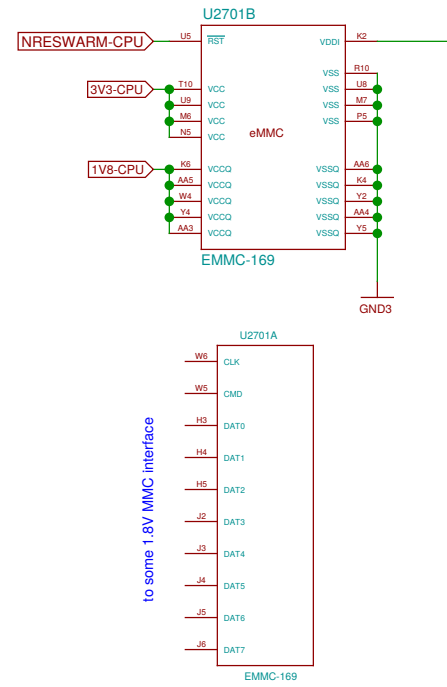 U2701B
NRESWARM-CPU U5 RST VDDI K2
VSS R10
3V3-CPU T10 VCC VSS U8
U9 VCC VSS M7
M6 VCC VSS P5
N5 VCC
eMMC
1V8-CPU K6 VCCQ VSSQ AA6
AA5 VCCQ VSSQ K4
W4 VCCQ VSSQ Y2
Y4 VCCQ VSSQ AA4
AA3 VCCQ VSSQ Y5
EMMC-169
GND3
U2701A
W6 CLK
W5 CMD
H3 DAT0
H4 DAT1
H5 DAT2
J2 DAT3
J3 DAT4
J4 DAT5
J5 DAT6
J6 DAT7
to some 1.8V MMC interface
EMMC-169